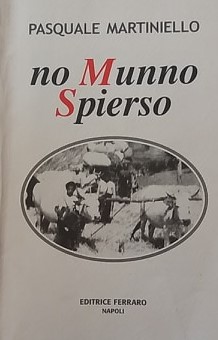 PASQUALE MARTINIELLO
no Munno
Spierso
EDITRICE FERRARO
NAPOLI